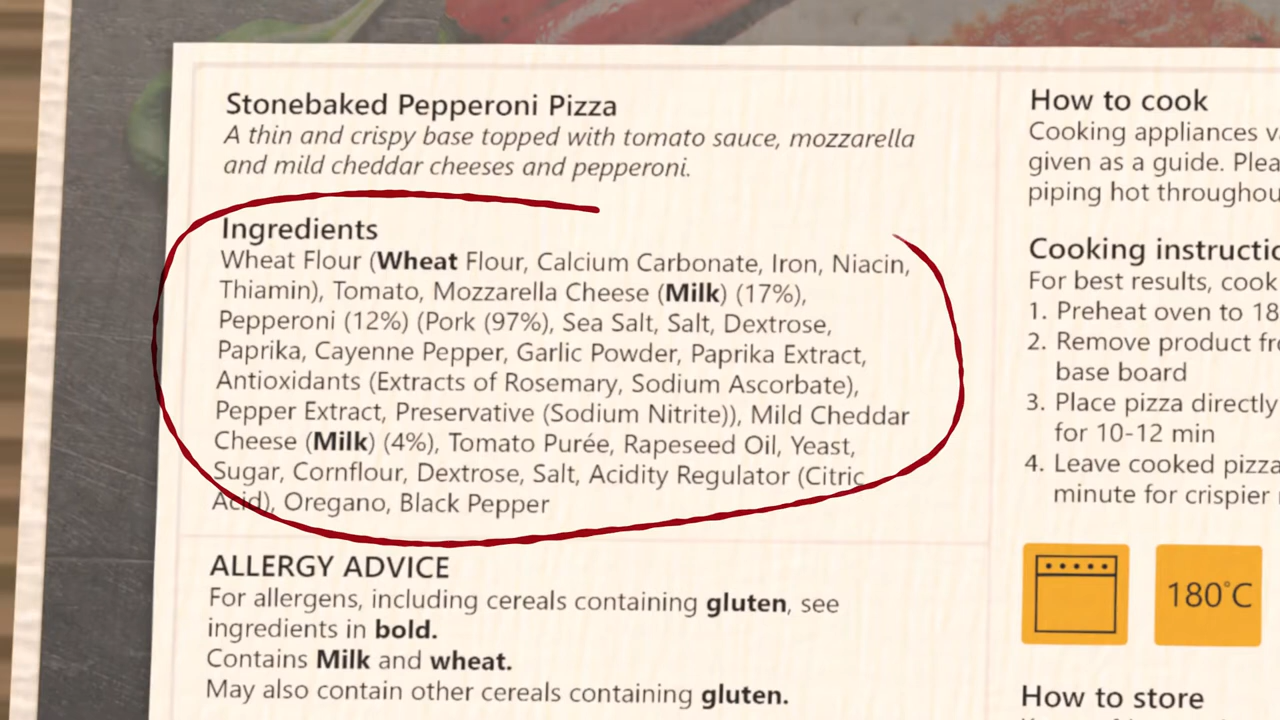 Stonebaked Pepperoni Pizza
A thin and crispy base topped with tomato sauce, mozzarella
and mild cheddar cheeses and pepperoni.
Ingredients
Wheat Flour (Wheat Flour, Calcium Carbonate, Iron, Niacin,
Thiamin), Tomato, Mozzarella Cheese (Milk) (17%),
Pepperoni (12%) (Pork (97%), Sea Salt, Salt, Dextrose,
Paprika, Cayenne Pepper, Garlic Powder, Paprika Extract,
Antioxidants (Extracts of Rosemary, Sodium Ascorbate),
Pepper Extract, Preservative (Sodium Nitrite)), Mild Cheddar
Cheese (Milk) (4%), Tomato Purée, Rapeseed Oil, Yeast,
Sugar, Cornflour, Dextrose, Salt, Acidity Regulator (Citric
Acid), Oregano, Black Pepper
ALLERGY ADVICE
For allergens, including cereals containing gluten, see
ingredients in bold.
Contains Milk and wheat.
May also contain other cereals containing gluten.
How to cook
Cooking appliances
given as a guide.
piping hot
Cooking
For best results, cook
1. Preheat oven to
2. Remove product
base board
3. Place pizza directly
for 10-12 min
4. Leave cooked pizza
minute for crispier
180°C
How to store